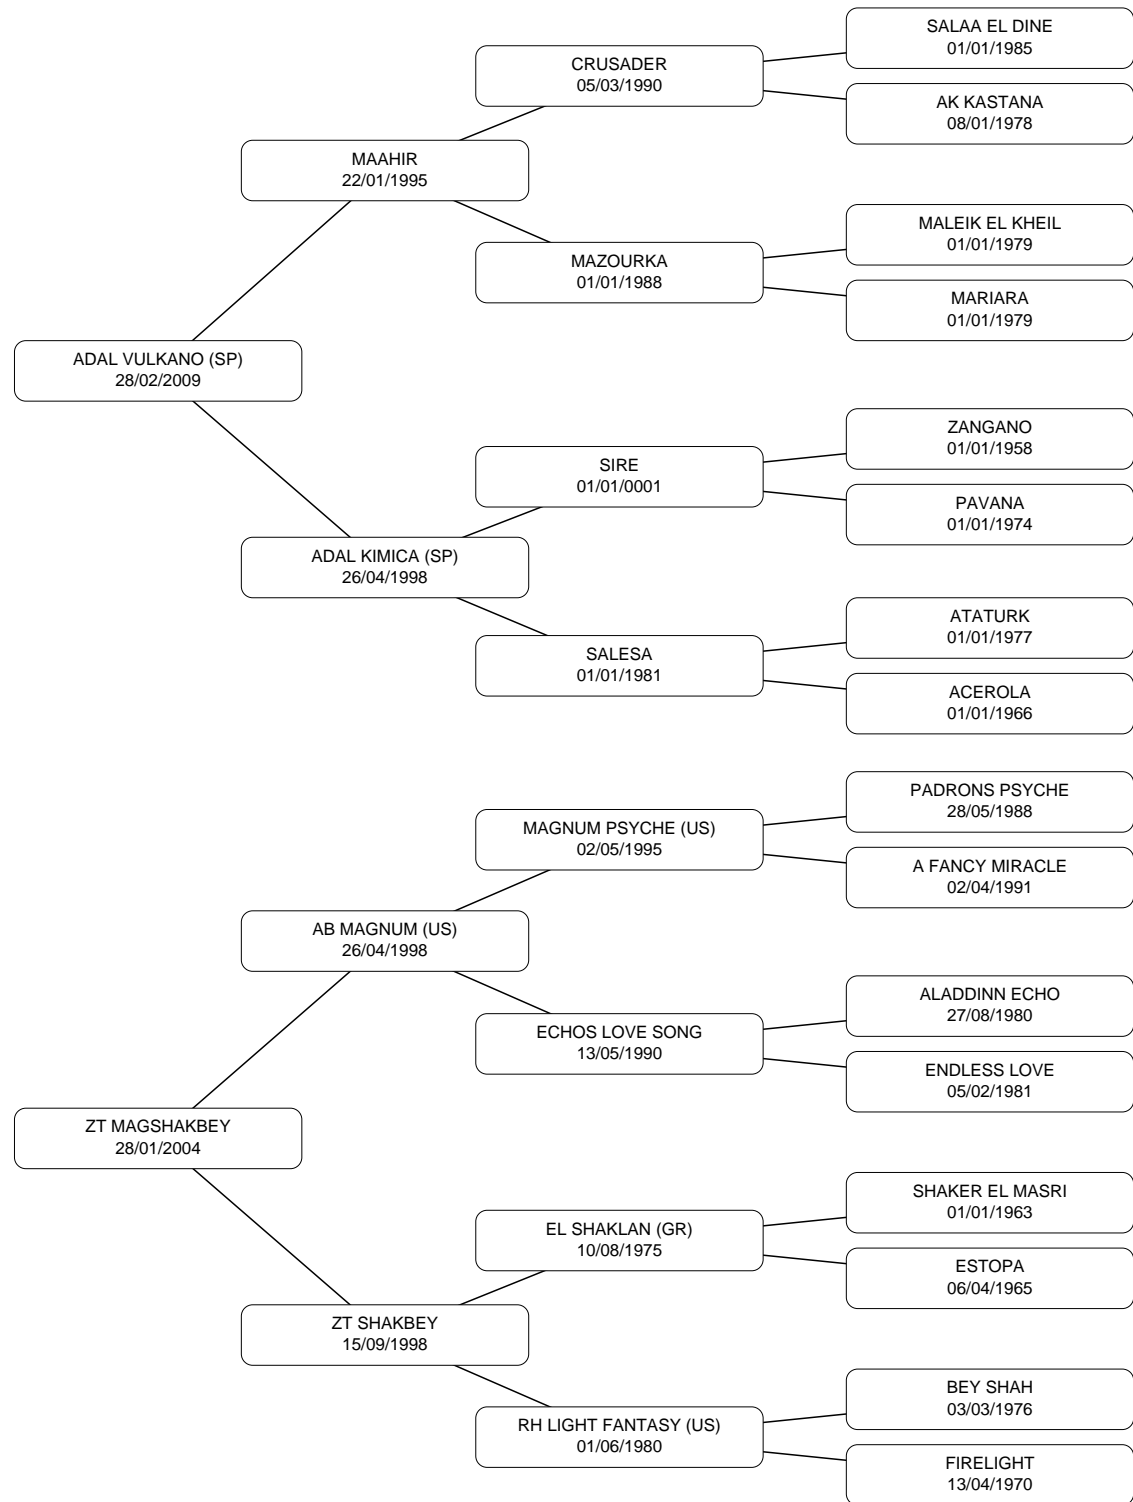 SALAA EL DINE
01/01/1985
CRUSADER
05/03/1990
AK KASTANA
08/01/1978
MAAHIR
22/01/1995
MALEIK EL KHEIL
01/01/1979
MAZOURKA
01/01/1988
MARIARA
01/01/1979
ADAL VULKANO (SP)
28/02/2009
ZANGANO
01/01/1958
SIRE
01/01/0001
PAVANA
01/01/1974
ADAL KIMICA (SP)
26/04/1998
ATATURK
01/01/1977
SALESA
01/01/1981
ACEROLA
01/01/1966
PADRONS PSYCHE
28/05/1988
MAGNUM PSYCHE (US)
02/05/1995
A FANCY MIRACLE
02/04/1991
AB MAGNUM (US)
26/04/1998
ALADDINN ECHO
27/08/1980
ECHOS LOVE SONG
13/05/1990
ENDLESS LOVE
05/02/1981
ZT MAGSHAKBEY
28/01/2004
SHAKER EL MASRI
01/01/1963
EL SHAKLAN (GR)
10/08/1975
ESTOPA
06/04/1965
ZT SHAKBEY
15/09/1998
BEY SHAH
03/03/1976
RH LIGHT FANTASY (US)
01/06/1980
FIRELIGHT
13/04/1970